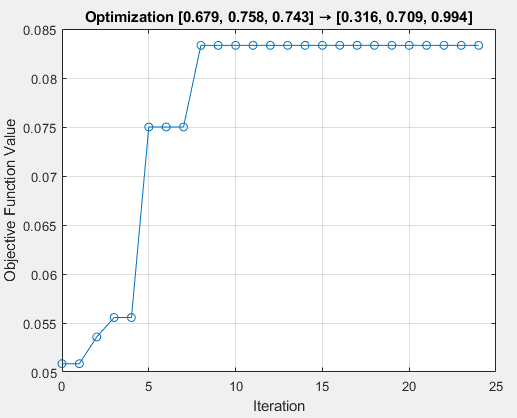 Optimization [0.679, 0.758, 0.743] → [0.316, 0.709, 0.994]
0.085
0.08
0.075
0.07
0.065
0.06
0.055
0.05
Objective Function Value
0 5 10 15 20 25
Iteration